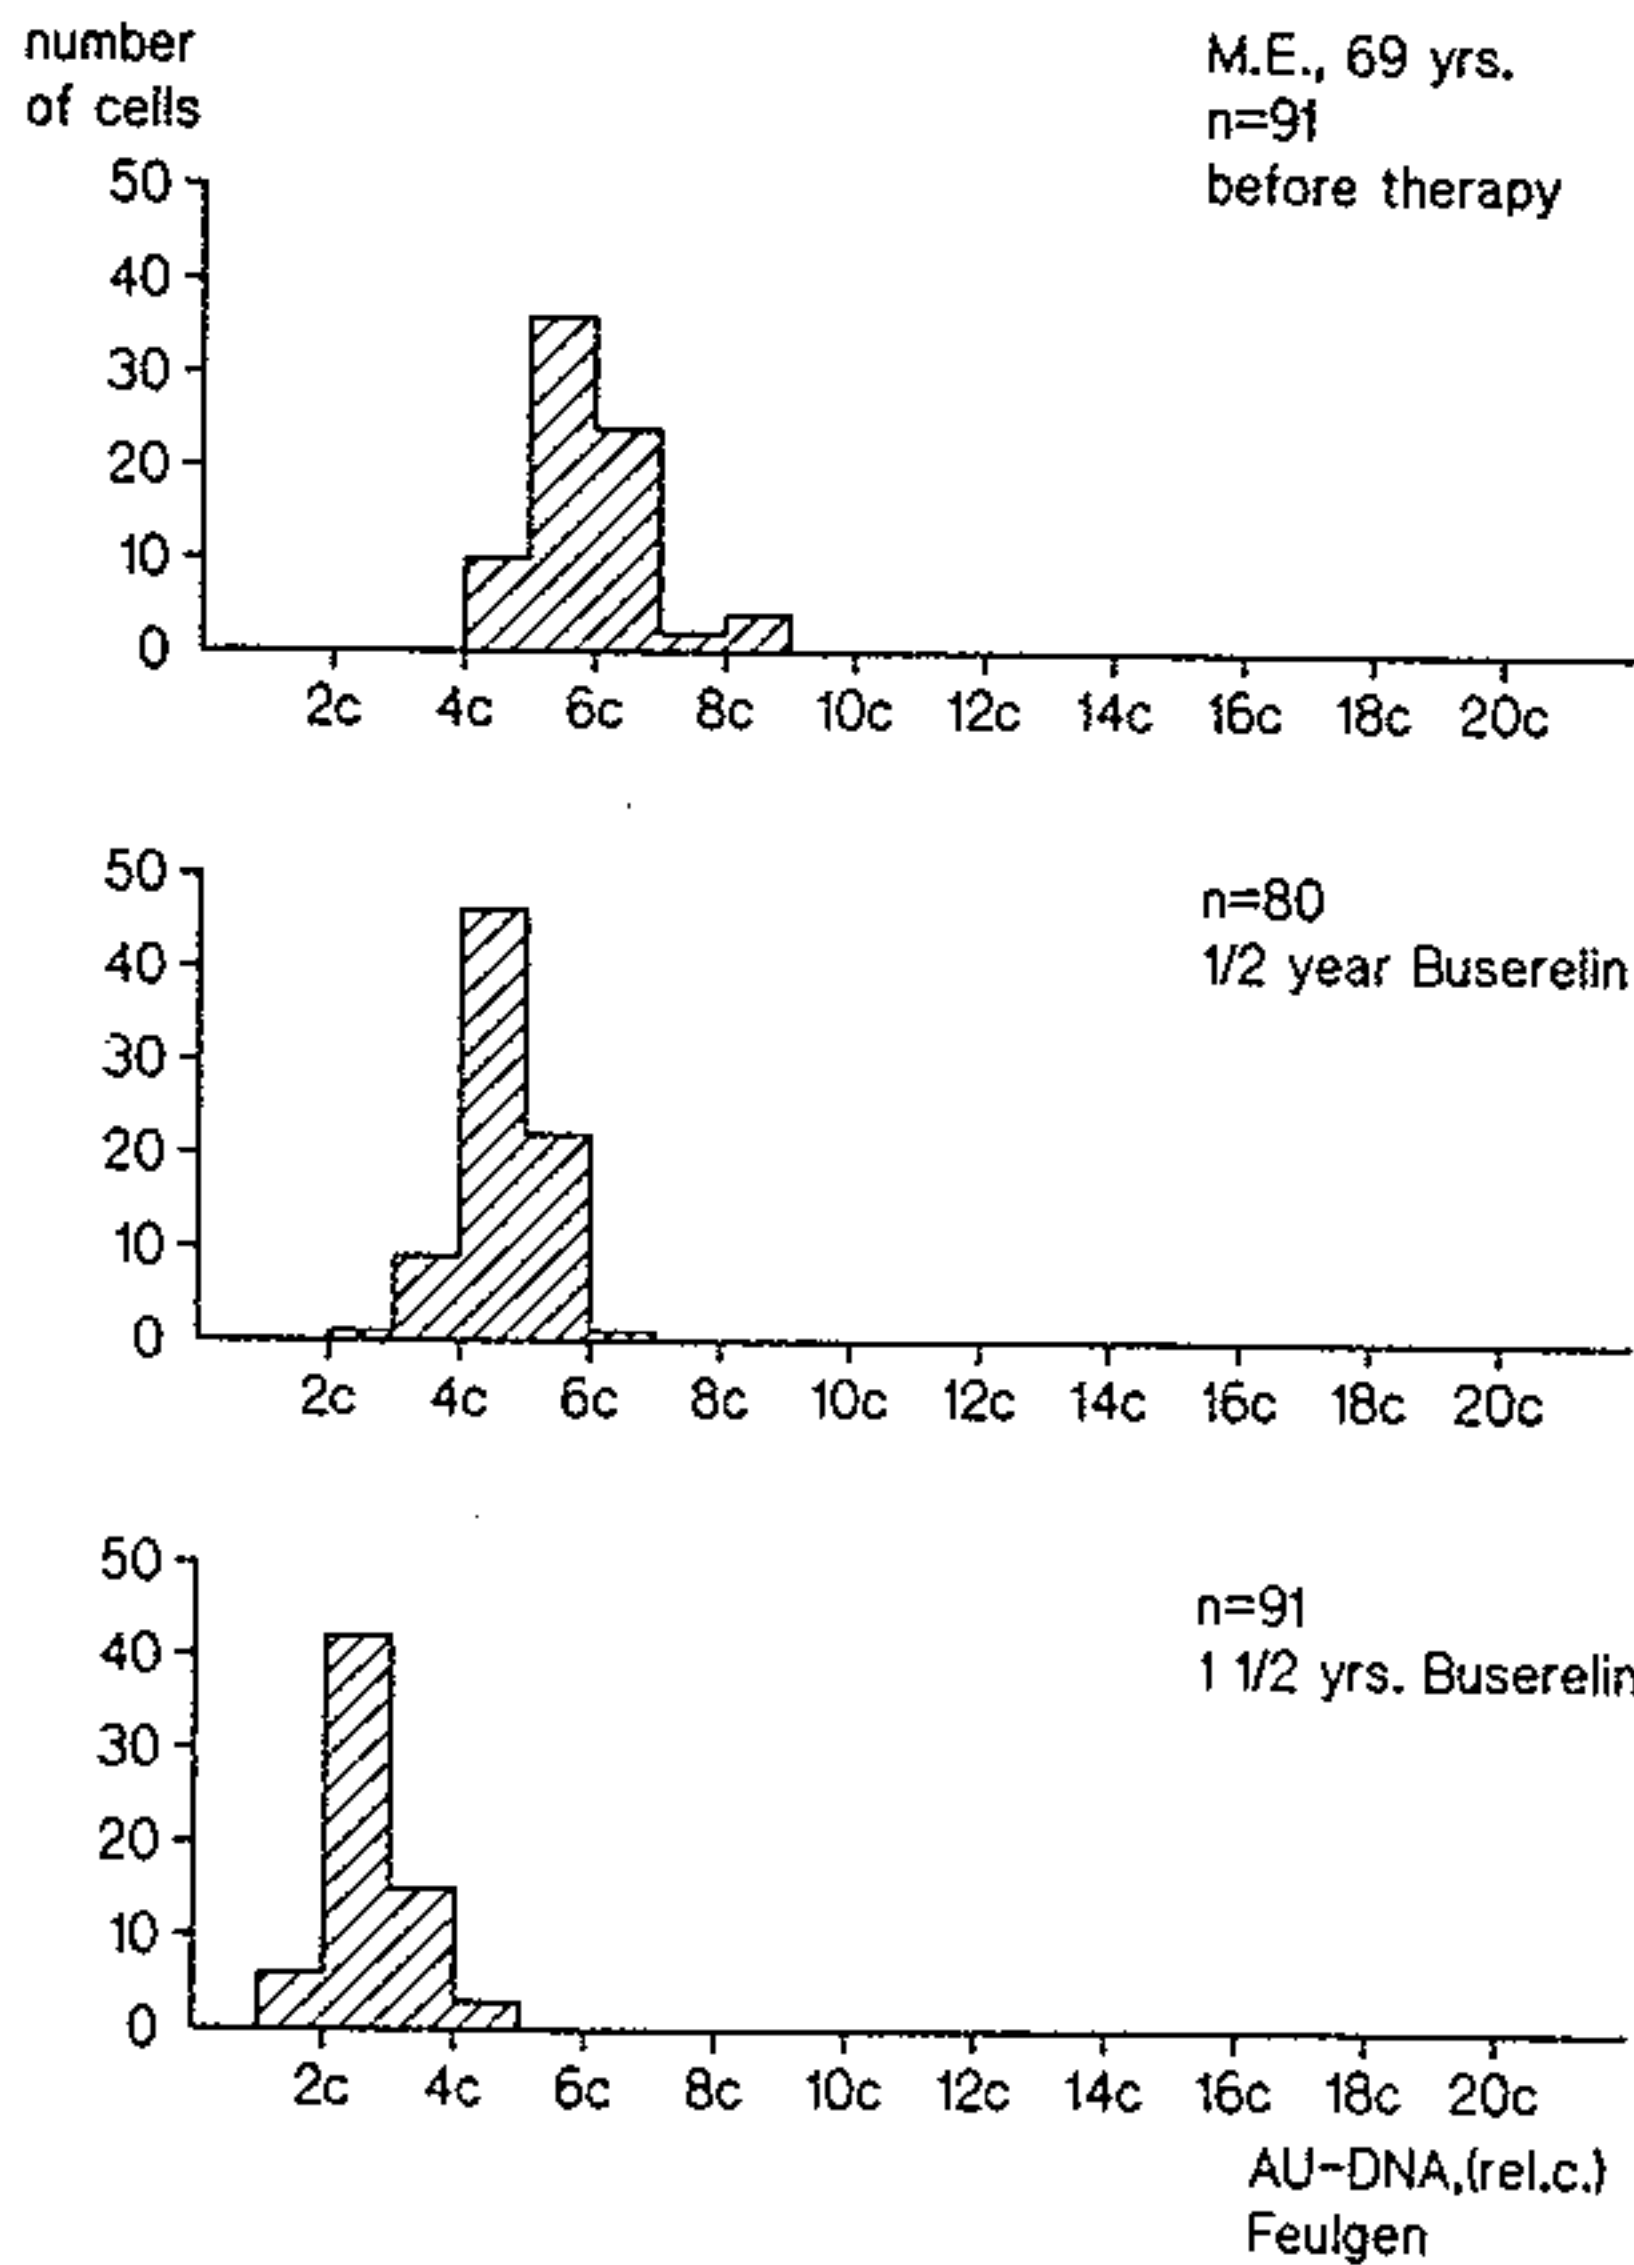 number
of cells
M.E., 69 yrs.
n=91
before therapy
50
40
30
20
10
0
2c 4c 6c 8c 10c 12c 14c 16c 18c 20c
n=80
1/2 year Buserelin
50
40
30
20
10
0
2c 4c 6c 8c 10c 12c 14c 16c 18c 20c
n=91
1 1/2 yrs. Buserelin
50
40
30
20
10
0
2c 4c 6c 8c 10c 12c 14c 16c 18c 20c
AU-DNA,(rel.c.)
Feulgen